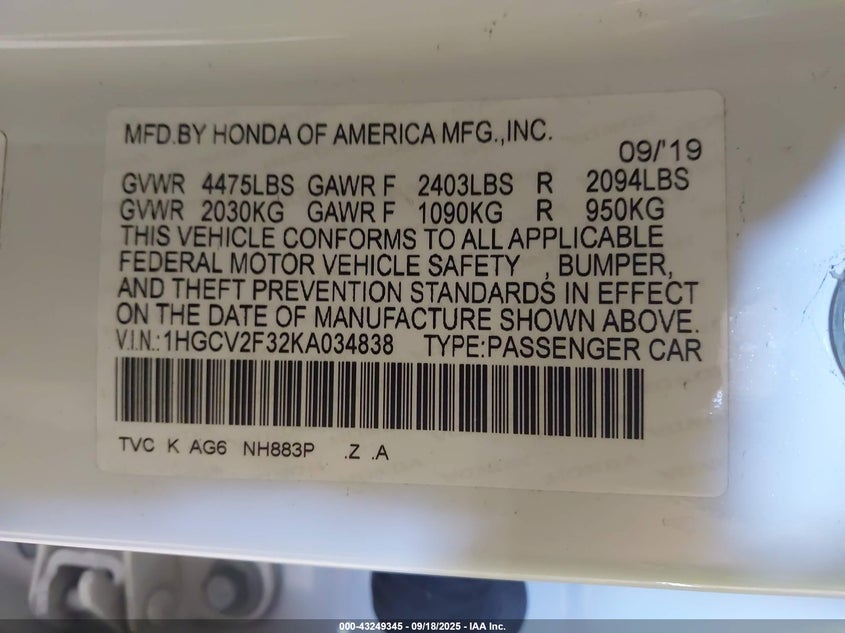 MFD.BY HONDA OF AMERICA MFG.,INC.
09/'19
GVWR 4475LBS GAWR F 2403LBS R 2094LBS
GVWR 2030KG GAWR F 1090KG R 950KG
THIS VEHICLE CONFORMS TO ALL APPLICABLE
FEDERAL MOTOR VEHICLE SAFETY , BUMPER,
AND THEFT PREVENTION STANDARDS IN EFFECT
ON THE DATE OF MANUFACTURE SHOWN ABOVE.
V.I.N.:1HGCV2F32KA034838 TYPE:PASSENGER CAR
TVC K AG6 NH883P .Z .A
000-43249345 - 09/18/2025 - IAA Inc.